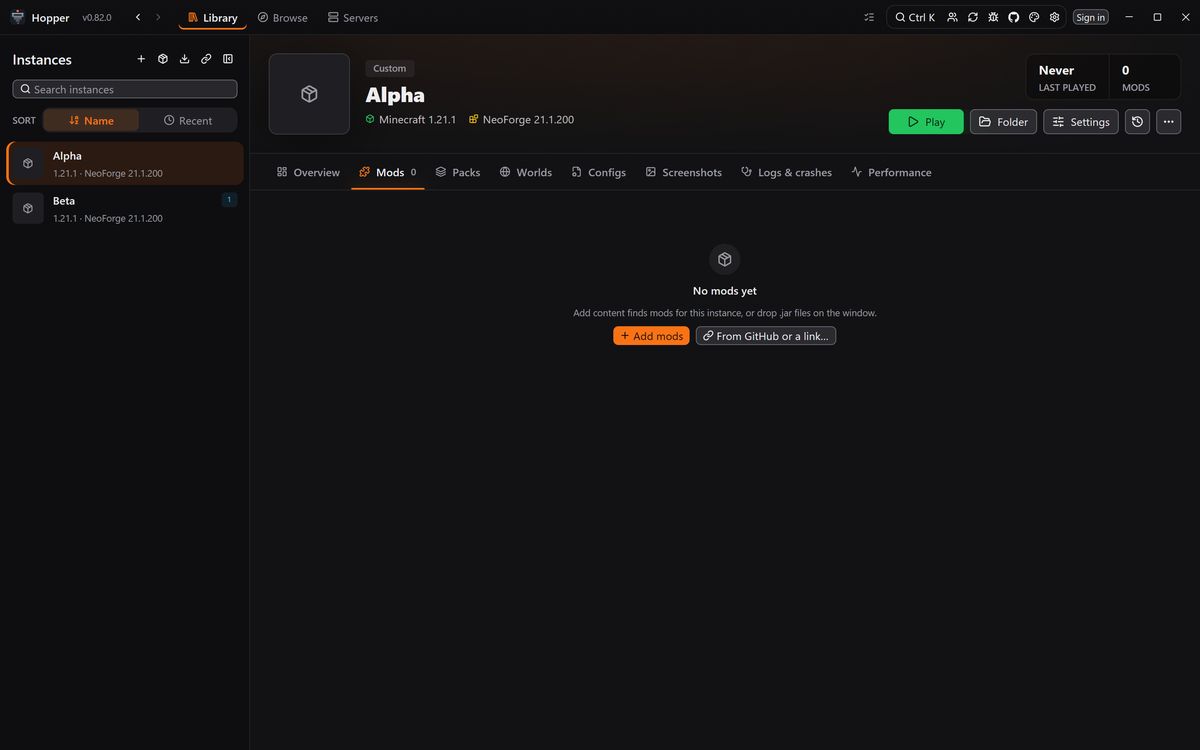 Hopper v0.82.0 Library Browse Servers Ctrl K Sign in
Instances
Search instances
SORT Name Recent
Alpha
1.21.1 · NeoForge 21.1.200
Beta 1
1.21.1 · NeoForge 21.1.200
Custom
Alpha
Minecraft 1.21.1 NeoForge 21.1.200
Never 0
LAST PLAYED MODS
Play Folder Settings
Overview Mods 0 Packs Worlds Configs Screenshots Logs & crashes Performance
No mods yet
Add content finds mods for this instance, or drop .jar files on the window.
Add mods From GitHub or a link...